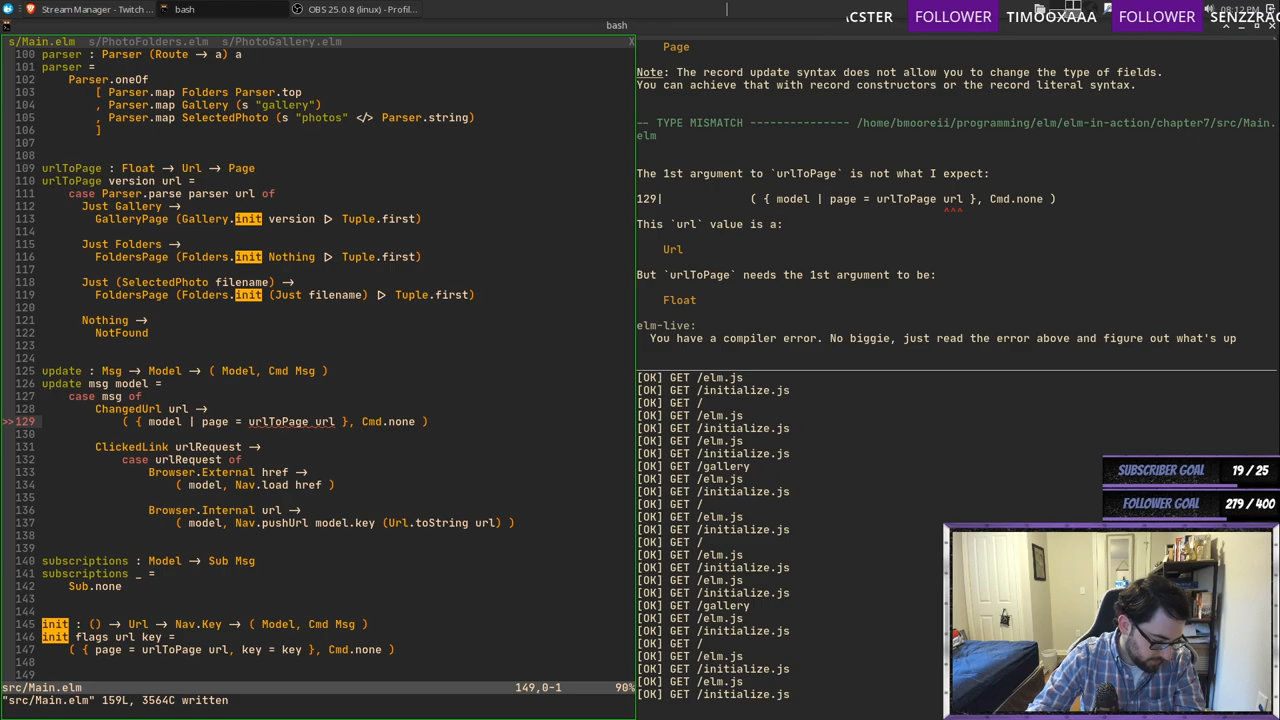 Stream Manager - Twitch ...
bash
OBS 25.0.8 (linux) - Profil...
08:12 PM
bash
ACSTER FOLLOWER TIMOOXAAA FOLLOWER SENZZRAC
s/Main.elm s/PhotoFolders.elm s/PhotoGallery.elm X
100 parser : Parser (Route → a) a
101 parser =
102 Parser.oneOf
103 [ Parser.map Folders Parser.top
104 , Parser.map Gallery (s "gallery")
105 , Parser.map SelectedPhoto (s "photos" </> Parser.string)
106 ]
107
108
109 urlToPage : Float → Url → Page
110 urlToPage version url =
111 case Parser.parse parser url of
112 Just Gallery →
113 GalleryPage (Gallery.init version ▷ Tuple.first)
114
115 Just Folders →
116 FoldersPage (Folders.init Nothing ▷ Tuple.first)
117
118 Just (SelectedPhoto filename) →
119 FoldersPage (Folders.init (Just filename) ▷ Tuple.first)
120
121 Nothing →
122 NotFound
123
124
125 update : Msg → Model → ( Model, Cmd Msg )
126 update msg model =
127 case msg of
128 ChangedUrl url →
>>129 ( { model | page = urlToPage url }, Cmd.none )
130
131 ClickedLink urlRequest →
132 case urlRequest of
133 Browser.External href →
134 ( model, Nav.load href )
135
136 Browser.Internal url →
137 ( model, Nav.pushUrl model.key (Url.toString url) )
138
139
140 subscriptions : Model → Sub Msg
141 subscriptions _ =
142 Sub.none
143
144
145 init : () → Url → Nav.Key → ( Model, Cmd Msg )
146 init flags url key =
147 ( { page = urlToPage url, key = key }, Cmd.none )
148
149
src/Main.elm 149,0-1 90%
"src/Main.elm" 159L, 3564C written
Page
Note: The record update syntax does not allow you to change the type of fields.
You can achieve that with record constructors or the record literal syntax.
-- TYPE MISMATCH --------------- /home/bmooreii/programming/elm/elm-in-action/chapter7/src/Main.
elm
The 1st argument to `urlToPage` is not what I expect:
129| ( { model | page = urlToPage url }, Cmd.none )
^^^
This `url` value is a:
Url
But `urlToPage` needs the 1st argument to be:
Float
elm-live:
You have a compiler error. No biggie, just read the error above and figure out what's up
[OK] GET /elm.js
[OK] GET /initialize.js
[OK] GET /
[OK] GET /elm.js
[OK] GET /initialize.js
[OK] GET /elm.js
[OK] GET /initialize.js
[OK] GET /gallery
[OK] GET /elm.js
[OK] GET /initialize.js
[OK] GET /
[OK] GET /elm.js
[OK] GET /initialize.js
[OK] GET /
[OK] GET /elm.js
[OK] GET /initialize.js
[OK] GET /elm.js
[OK] GET /initialize.js
[OK] GET /gallery
[OK] GET /elm.js
[OK] GET /initialize.js
[OK] GET /
[OK] GET /elm.js
[OK] GET /initialize.js
[OK] GET /elm.js
[OK] GET /initialize.js
SUBSCRIBER GOAL 19 / 25
FOLLOWER GOAL 279 / 400